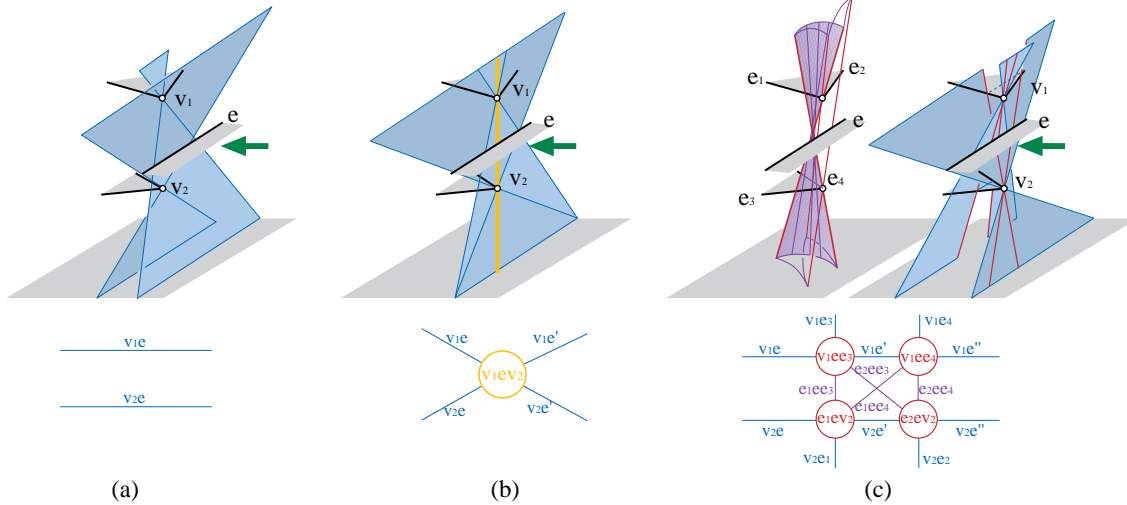 v1
e
v2
v1
e
v2
e1
e2
e4
e3
v1
e
v2
v1e
v2e
v1e
v1e'
v1ev2
v2e
v2e'
v1e3
v1e4
v1e
v1ee3
v1e'
v1ee4
v1e"
e2ee3
e1ee3
e2ee4
e1ee4
e1ev2
e2ev2
v2e
v2e'
v2e"
v2e1
v2e2
(a)
(b)
(c)